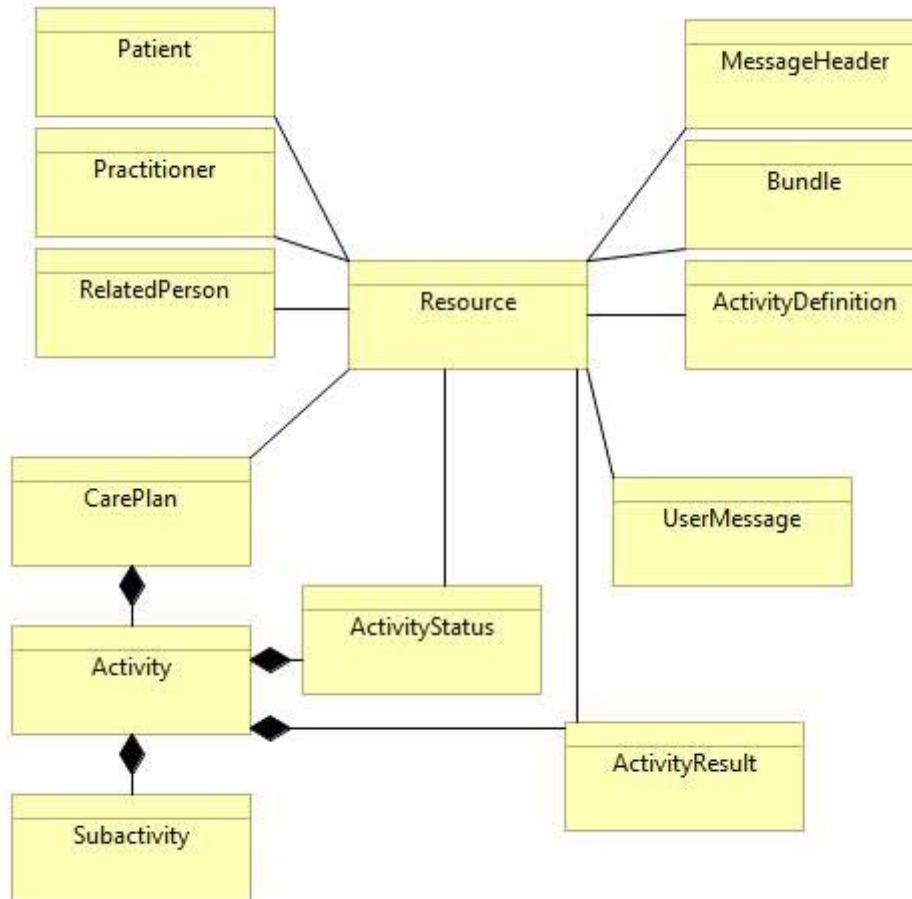 Patient
MessageHeader
Practitioner
Bundle
RelatedPerson
Resource
ActivityDefinition
CarePlan
UserMessage
ActivityStatus
Activity
ActivityResult
Subactivity